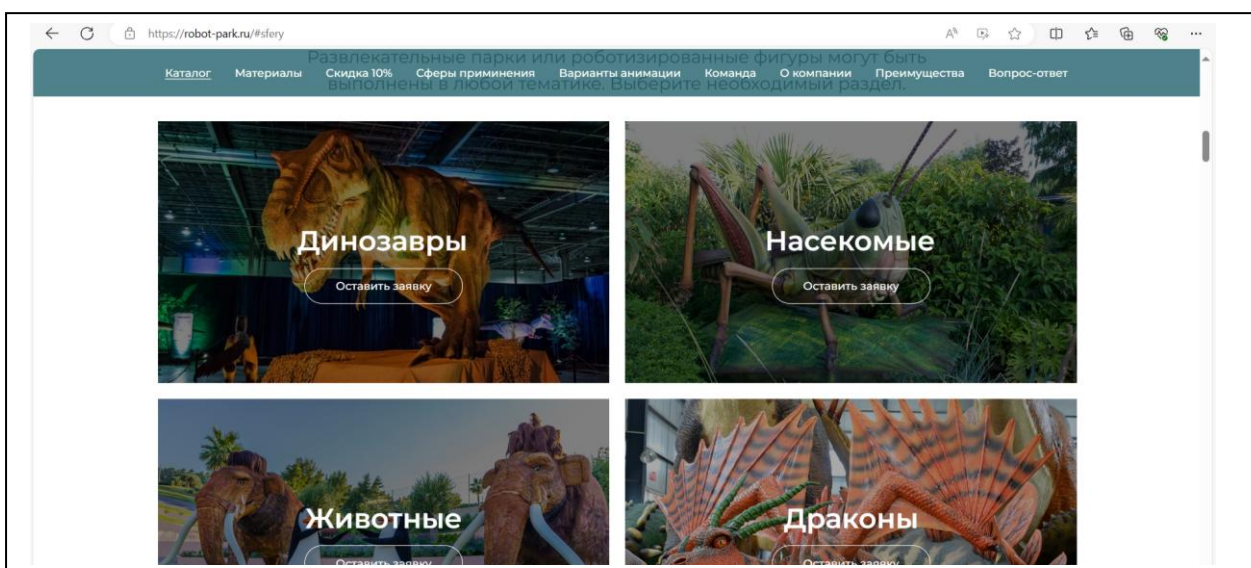 https://robot-park.ru/#sfery
Развлекательные парки или роботизированные фигуры могут быть
Каталог Материалы Скидка 10% Сферы приминения Варианты анимации Команда О компании Преимущества Вопрос-ответ
выполнены в любой тематике. Выберите необходимый раздел.
Динозавры Насекомые
Оставить заявку Оставить заявку
Животные Драконы
Оставить заявку Оставить заявку